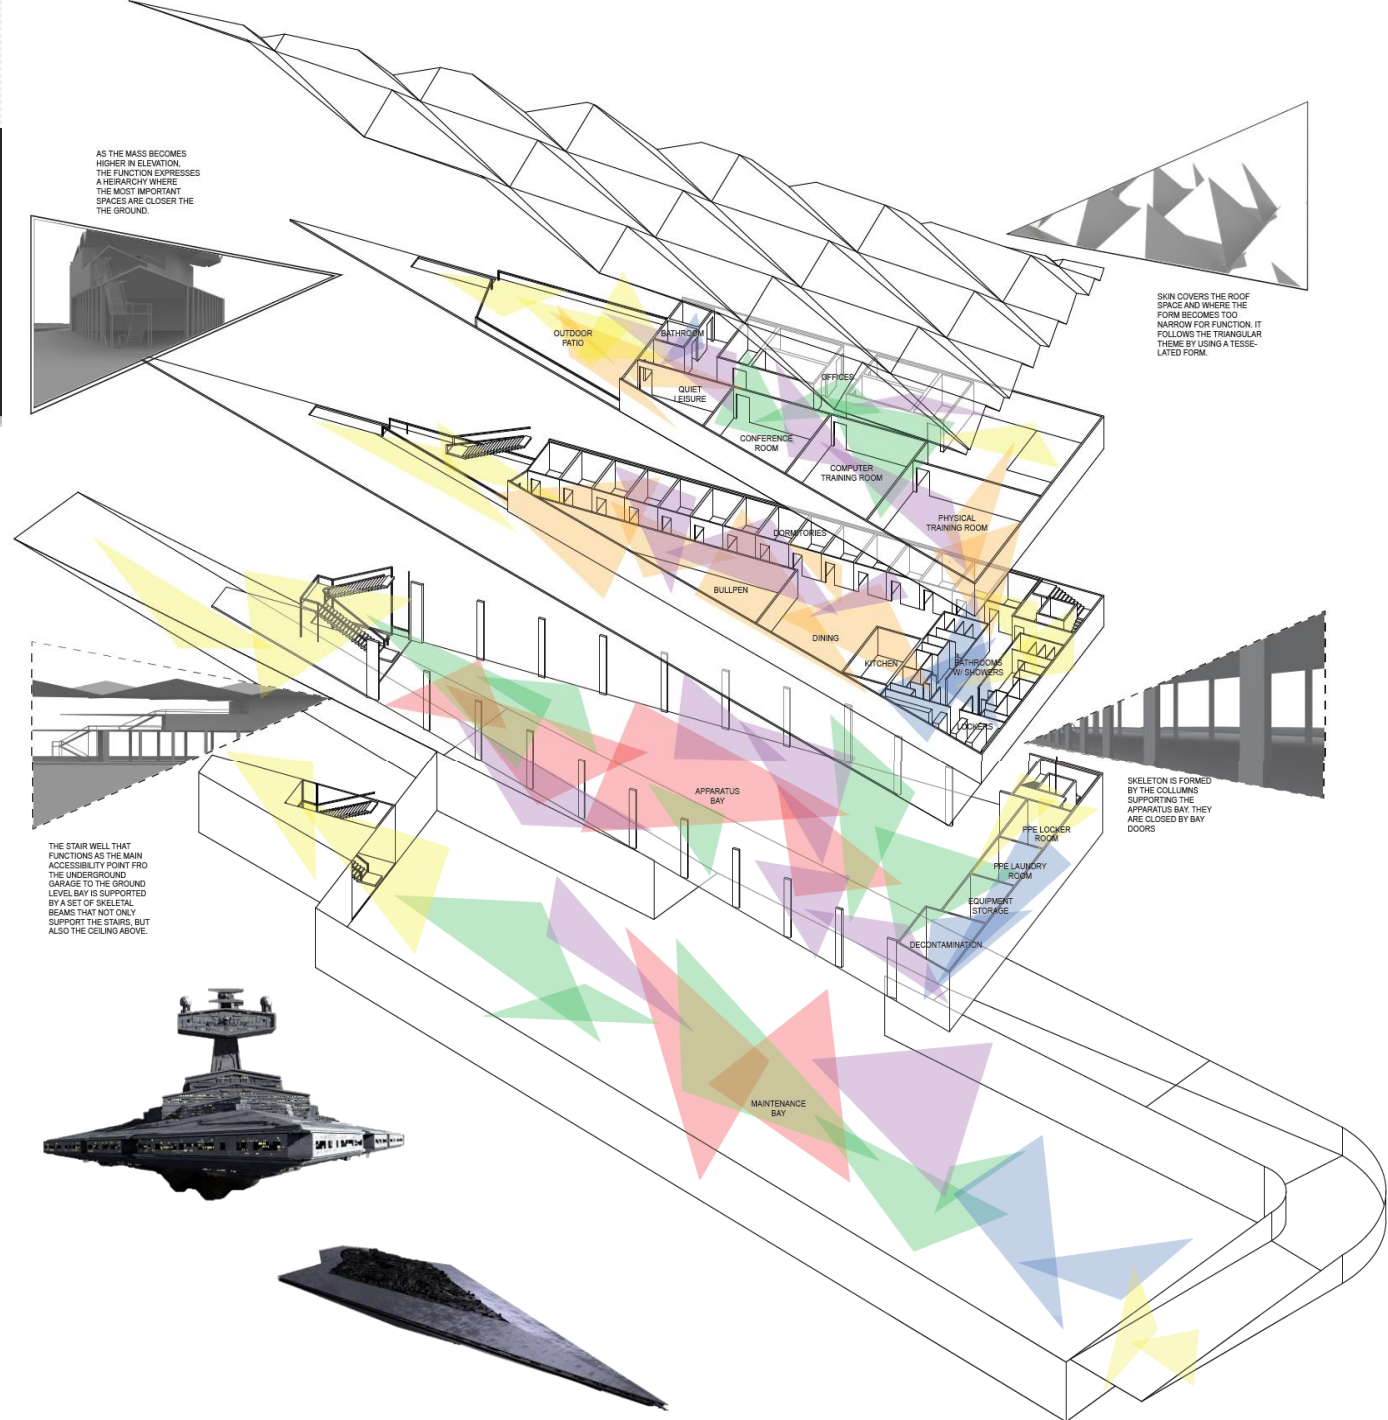 AS THE MASS BECOMES
HIGHER IN ELEVATION,
THE FUNCTION EXPRESSES
A HEIRARCHY WHERE
THE MOST IMPORTANT
SPACES ARE CLOSER THE
THE GROUND.
SKIN COVERS THE ROOF
SPACE AND WHERE THE
FORM BECOMES TOO
NARROW FOR FUNCTION. IT
FOLLOWS THE TRIANGULAR
THEME BY USING A TESSE-
LATED FORM.
OUTDOOR
PATIO
BATHROOM
OFFICES
QUIET
LEISURE
CONFERENCE
ROOM
COMPUTER
TRAINING ROOM
PHYSICAL
TRAINING ROOM
DORMITORIES
BULLPEN
DINING
KITCHEN
BATHROOMS
W/ SHOWERS
LOCKERS
APPARATUS
BAY
SKELETON IS FORMED
BY THE COLLUMNS
SUPPORTING THE
APPARATUS BAY. THEY
ARE CLOSED BY BAY
DOORS
PPE LOCKER
ROOM
PPE LAUNDRY
ROOM
EQUIPMENT
STORAGE
DECONTAMINATION
THE STAIR WELL THAT
FUNCTIONS AS THE MAIN
ACCESSIBILITY POINT FRO
THE UNDERGROUND
GARAGE TO THE GROUND
LEVEL BAY IS SUPPORTED
BY A SET OF SKELETAL
BEAMS THAT NOT ONLY
SUPPORT THE STAIRS, BUT
ALSO THE CEILING ABOVE.
MAINTENANCE
BAY